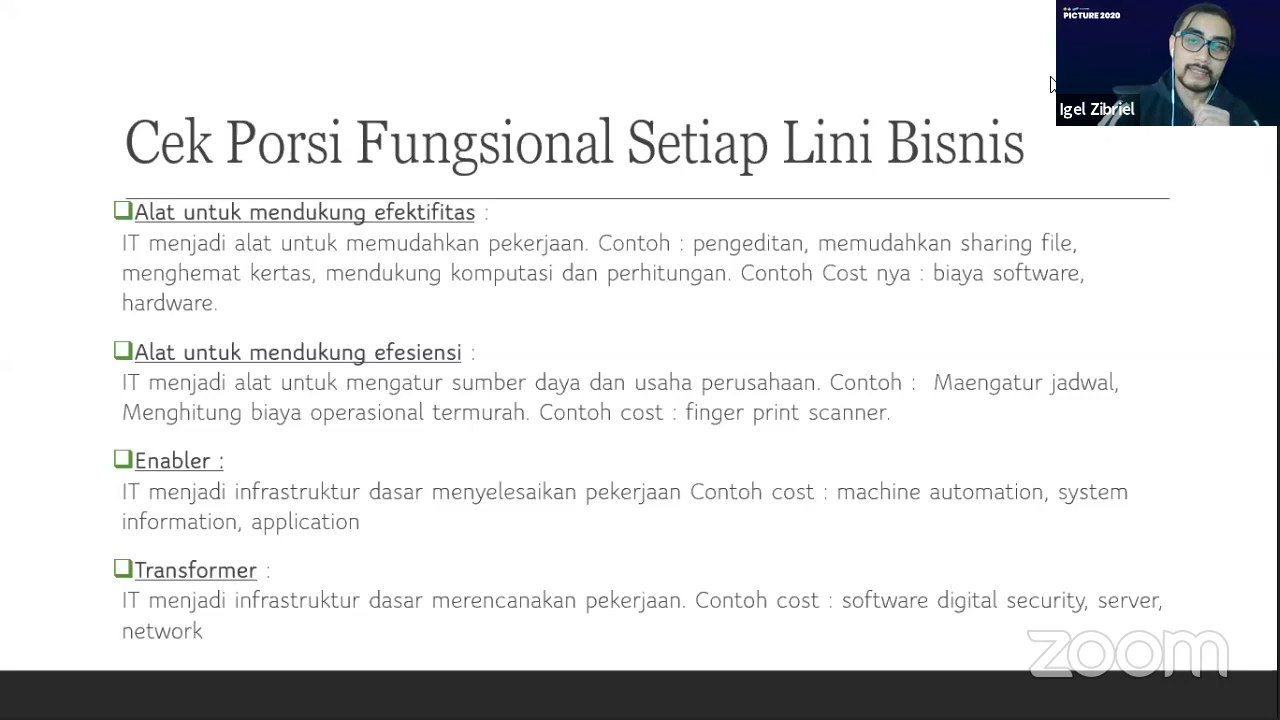 PICTURE 2020
Igel Zibriel
Cek Porsi Fungsional Setiap Lini Bisnis
Alat untuk mendukung efektifitas :
IT menjadi alat untuk memudahkan pekerjaan. Contoh : pengeditan, memudahkan sharing file,
menghemat kertas, mendukung komputasi dan perhitungan. Contoh Cost nya : biaya software,
hardware.
Alat untuk mendukung efesiensi :
IT menjadi alat untuk mengatur sumber daya dan usaha perusahaan. Contoh : Maengatur jadwal,
Menghitung biaya operasional termurah. Contoh cost : finger print scanner.
Enabler :
IT menjadi infrastruktur dasar menyelesaikan pekerjaan Contoh cost : machine automation, system
information, application
Transformer :
IT menjadi infrastruktur dasar merencanakan pekerjaan. Contoh cost : software digital security, server,
network
zoom